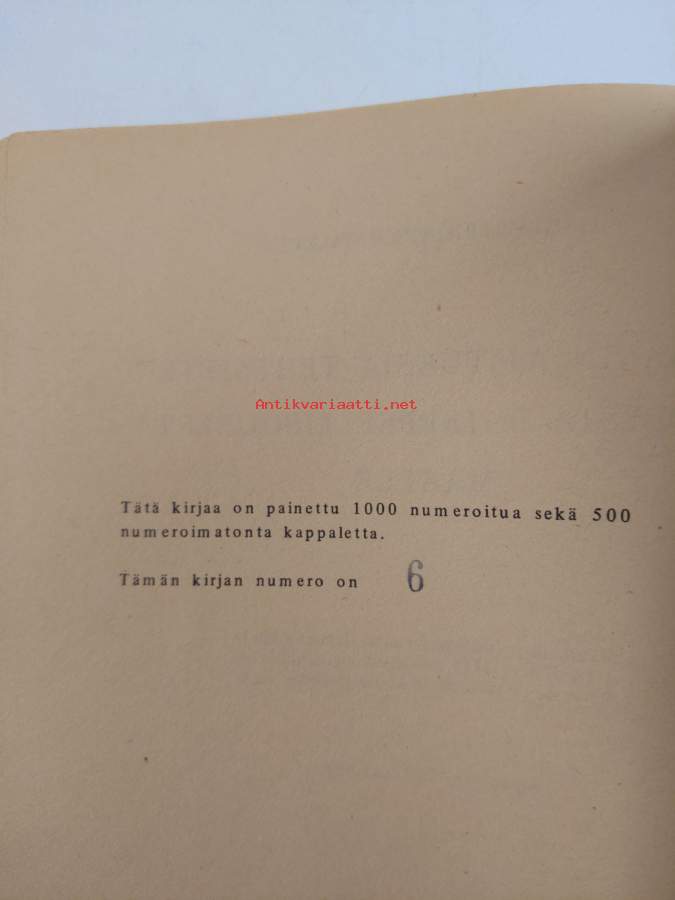 Antikvariaatti.net
Tätä kirjaa on painettu 1000 numeroitua sekä 500
numeroimatonta kappaletta.
Tämän kirjan numero on 6